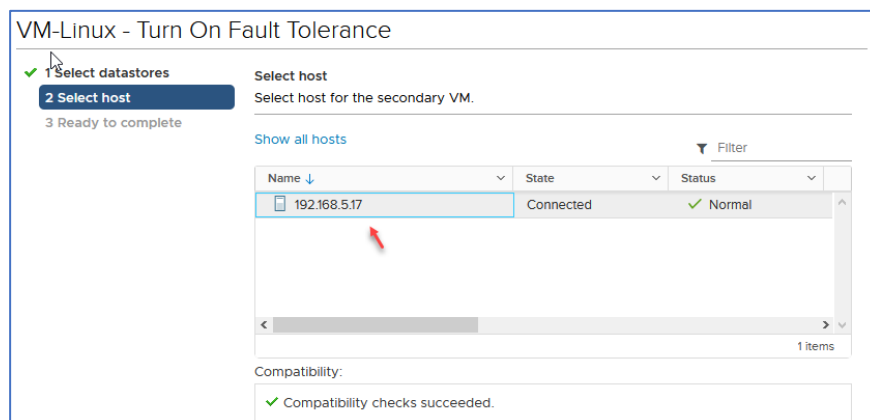 VM-Linux - Turn On Fault Tolerance
1 Select datastores
2 Select host
3 Ready to complete
Select host
Select host for the secondary VM.
Show all hosts
Filter
Name State Status
192.168.5.17 Connected Normal
1 items
Compatibility:
Compatibility checks succeeded.